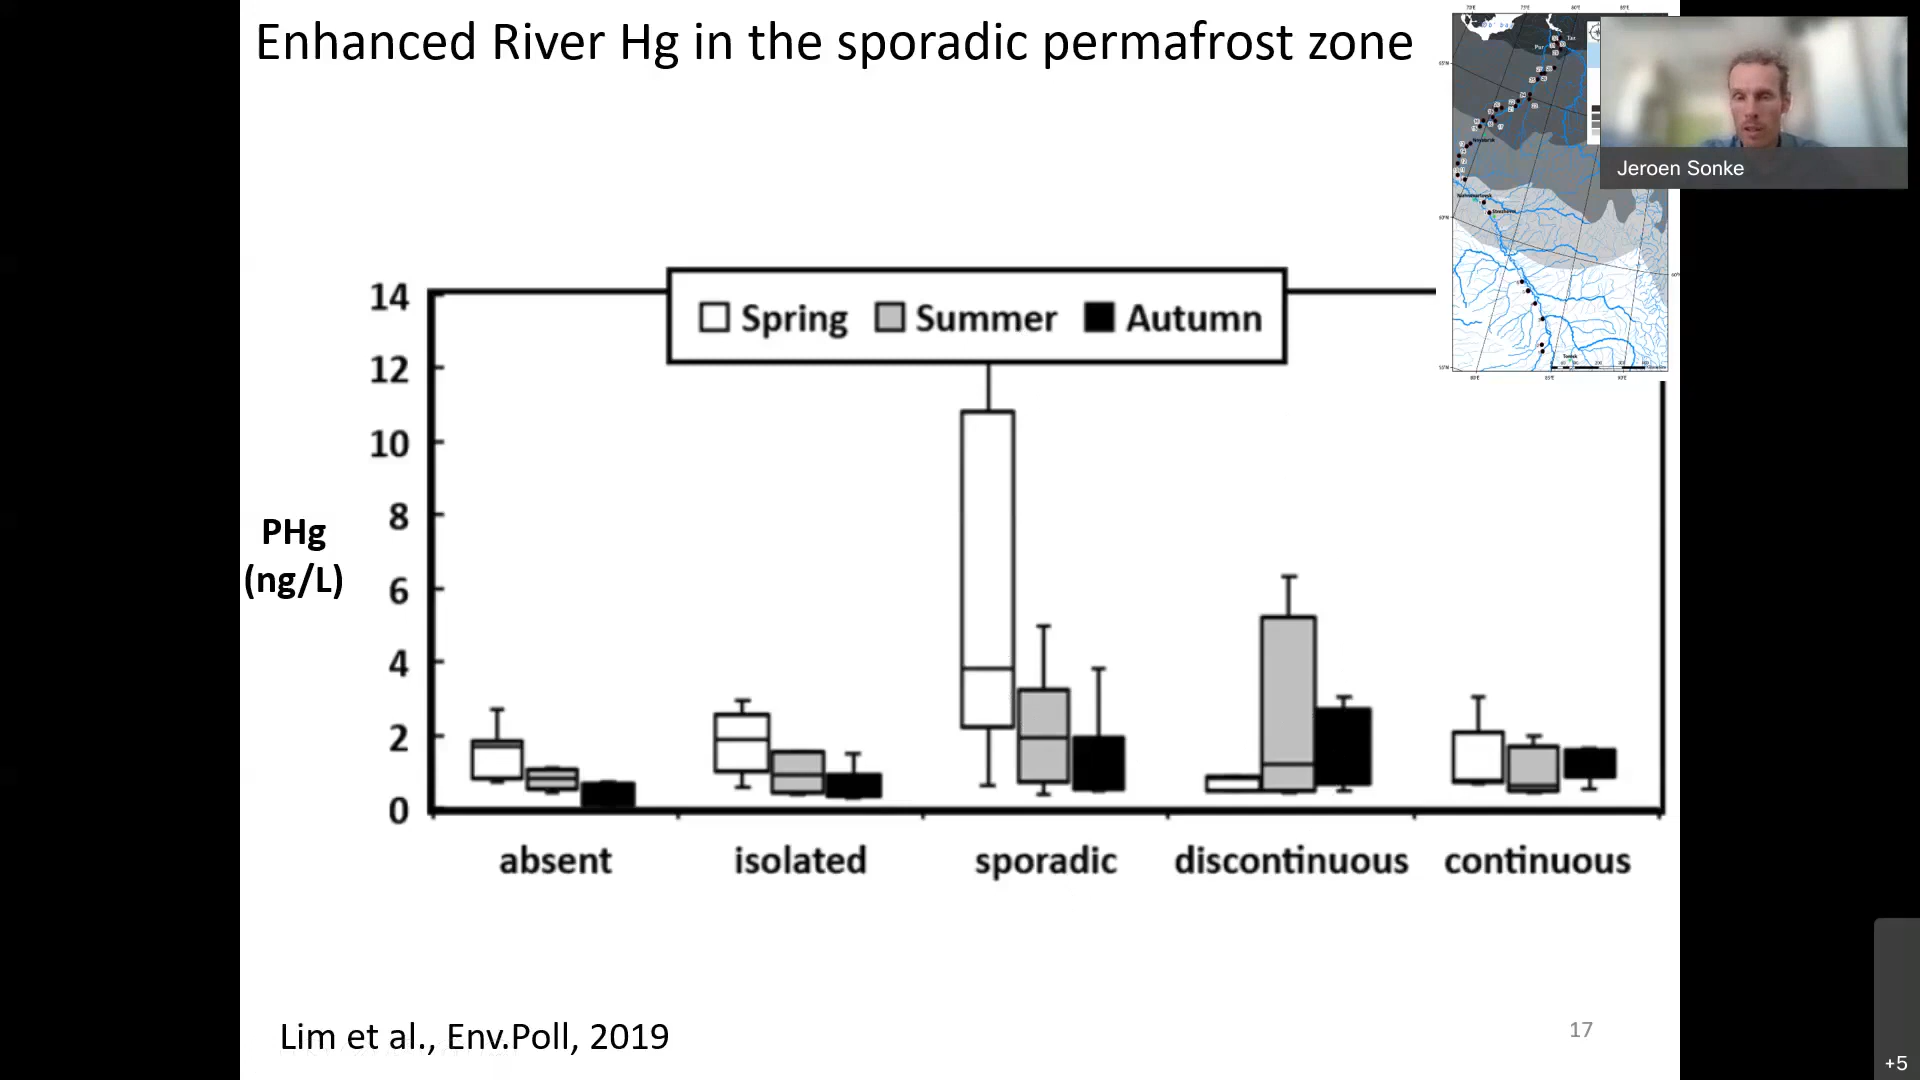 Enhanced River Hg in the sporadic permafrost zone
Jeroen Sonke
14
Spring Summer Autumn
12
10
8
PHg
(ng/L)
6
4
2
0
absent isolated sporadic discontinuous continuous
Lim et al., Env.Poll, 2019
17
+5